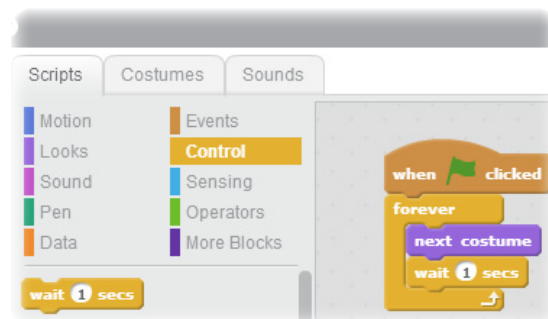 Scripts Costumes Sounds
Motion Events
Looks Control
Sound Sensing
Pen Operators
Data More Blocks
wait 1 secs
when clicked
forever
next costume
wait 1 secs